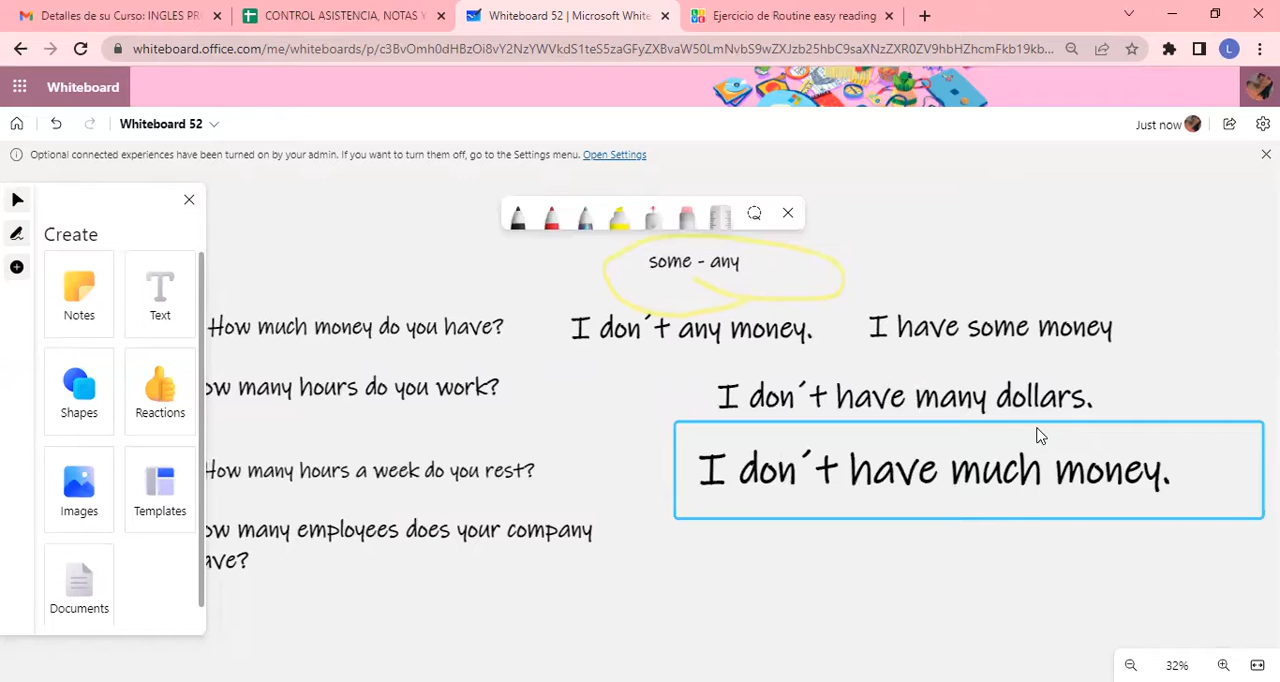 Detalles de su Curso: INGLES PR
CONTROL ASISTENCIA, NOTAS Y
Whiteboard 52 | Microsoft White
Ejercicio de Routine easy reading
whiteboard.office.com/me/whiteboards/p/c3BvOmh0dHBzOi8vY2NzYWVkdS1teS5zaGFyZXBvaW50LmNvbS9wZXJzb25hbC9saXNzZXR0ZV9hbHZhcmFkb19kb...
L
Whiteboard
Whiteboard 52
Just now
Optional connected experiences have been turned on by your admin. If you want to turn them off, go to the Settings menu. Open Settings
Create
Notes
Text
Shapes
Reactions
Images
Templates
Documents
some - any
How much money do you have?
I don´t any money.
I have some money
ow many hours do you work?
I don´t have many dollars.
How many hours a week do you rest?
I don´t have much money.
ow many employees does your company
ave?
32%